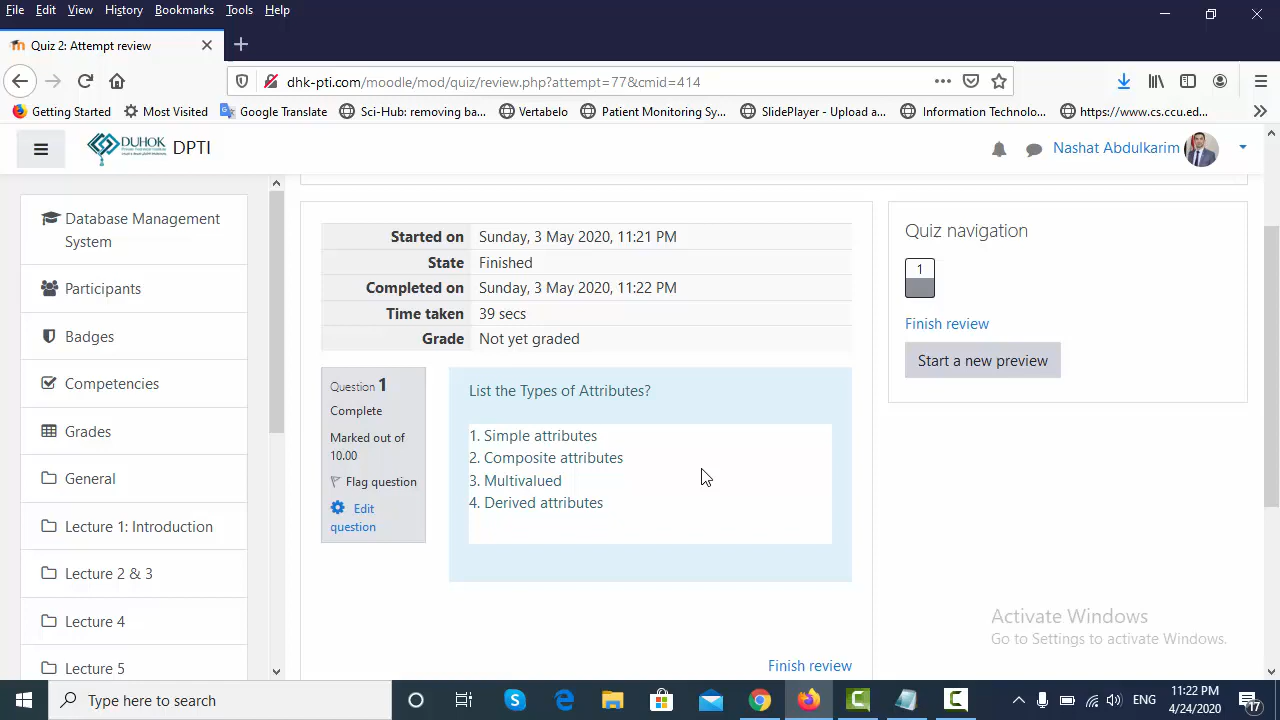 File Edit View History Bookmarks Tools Help
Quiz 2: Attempt review
dhk-pti.com/moodle/mod/quiz/review.php?attempt=77&cmid=414
Getting Started Most Visited Google Translate Sci-Hub: removing ba... Vertabelo Patient Monitoring Sy... SlidePlayer - Upload a... Information Technolo... https://www.cs.ccu.ed...
DUHOK DPTI Nashat Abdulkarim
Database Management
System
Participants
Badges
Competencies
Grades
General
Lecture 1: Introduction
Lecture 2 & 3
Lecture 4
Lecture 5
Started on Sunday, 3 May 2020, 11:21 PM
State Finished
Completed on Sunday, 3 May 2020, 11:22 PM
Time taken 39 secs
Grade Not yet graded
Question 1
Complete
Marked out of
10.00
Flag question
Edit
question
List the Types of Attributes?
1. Simple attributes
2. Composite attributes
3. Multivalued
4. Derived attributes
Finish review
Quiz navigation
1
Finish review
Start a new preview
Activate Windows
Go to Settings to activate Windows.
Type here to search
ENG
11:22 PM
4/24/2020
17